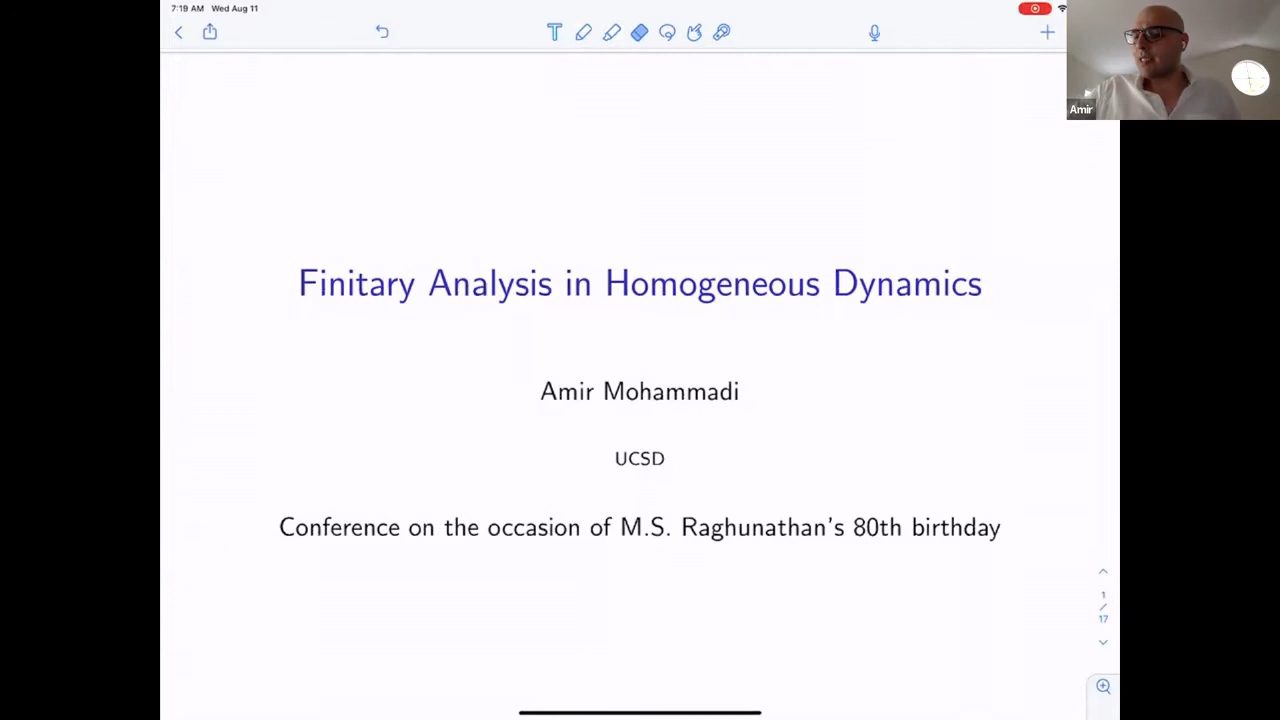 7:19 AM Wed Aug 11
Amir
Finitary Analysis in Homogeneous Dynamics
Amir Mohammadi
UCSD
Conference on the occasion of M.S. Raghunathan's 80th birthday
1
/
17